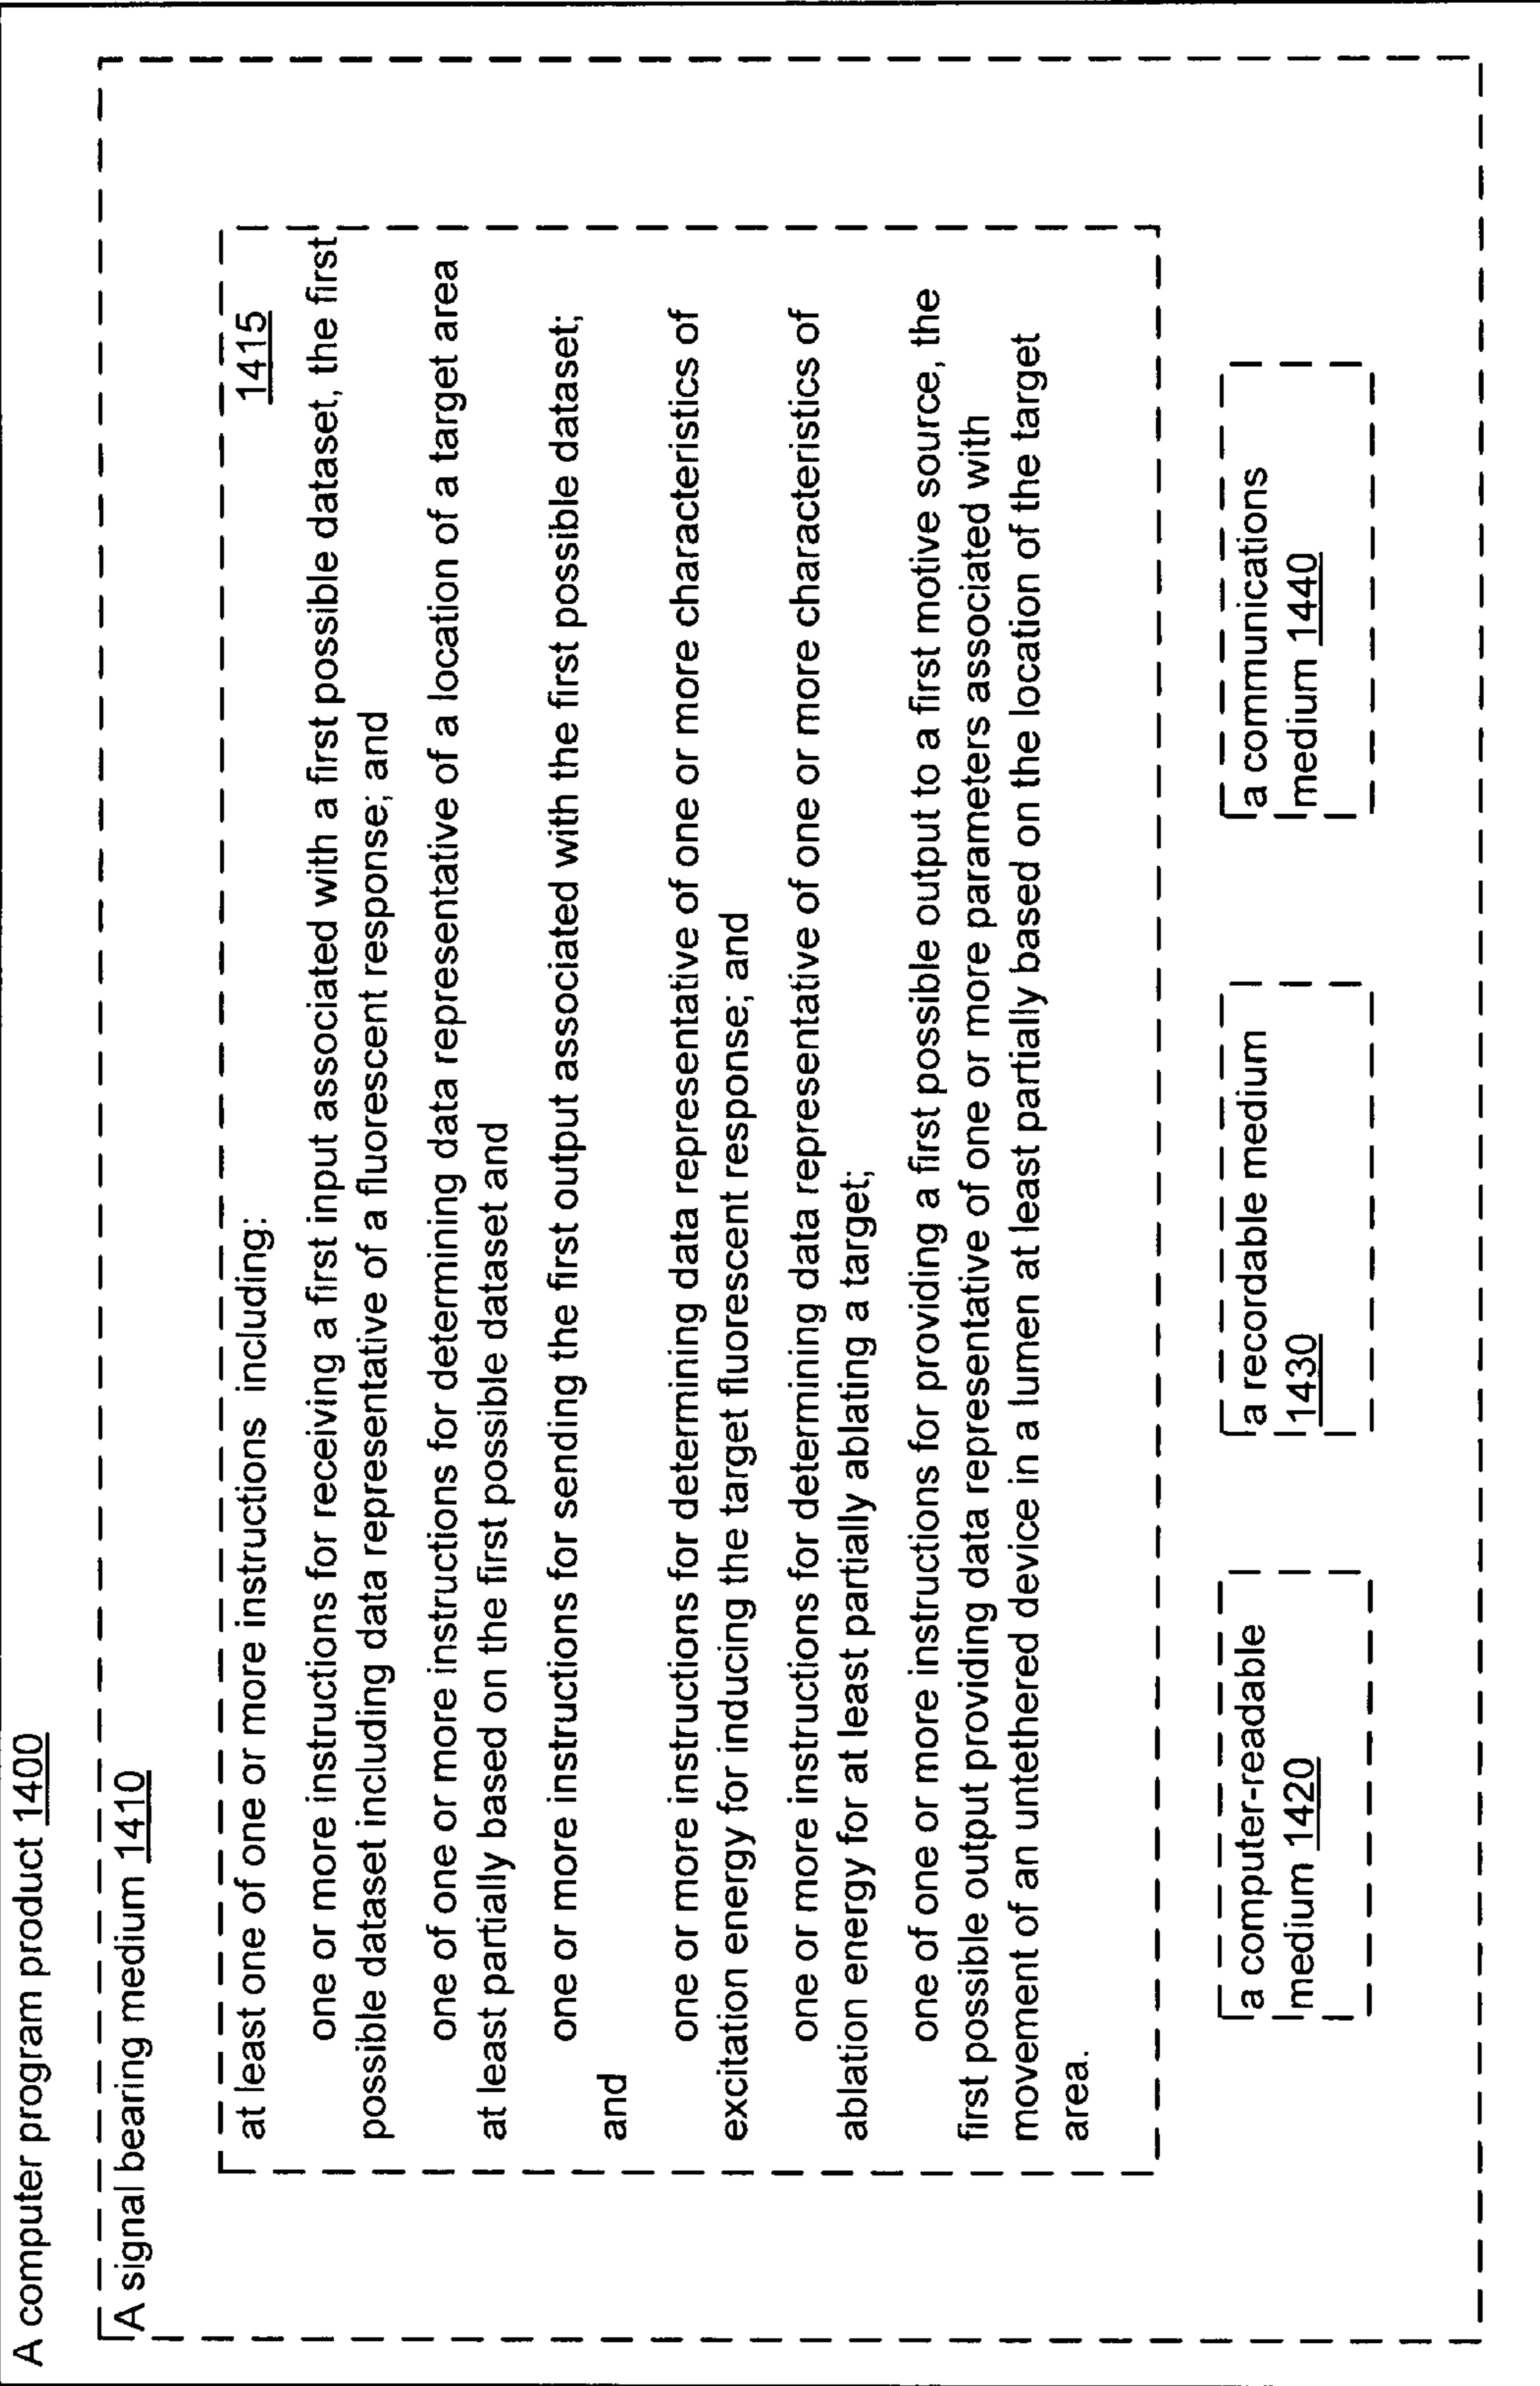 A computer program product 1400
A signal bearing medium 1410
1415
at least one of one or more instructions including:
one or more instructions for receiving a first input associated with a first possible dataset, the first
possible dataset including data representative of a fluorescent response; and
one of one or more instructions for determining data representative of a location of a target area
at least partially based on the first possible dataset and
one or more instructions for sending the first output associated with the first possible dataset;
and
one or more instructions for determining data representative of one or more characteristics of
excitation energy for inducing the target fluorescent response; and
one or more instructions for determining data representative of one or more characteristics of
ablation energy for at least partially ablating a target;
one of one or more instructions for providing a first possible output to a first motive source, the
first possible output providing data representative of one or more parameters associated with
movement of an untethered device in a lumen at least partially based on the location of the target
area.
a computer-readable
medium 1420
a recordable medium
1430
a communications
medium 1440